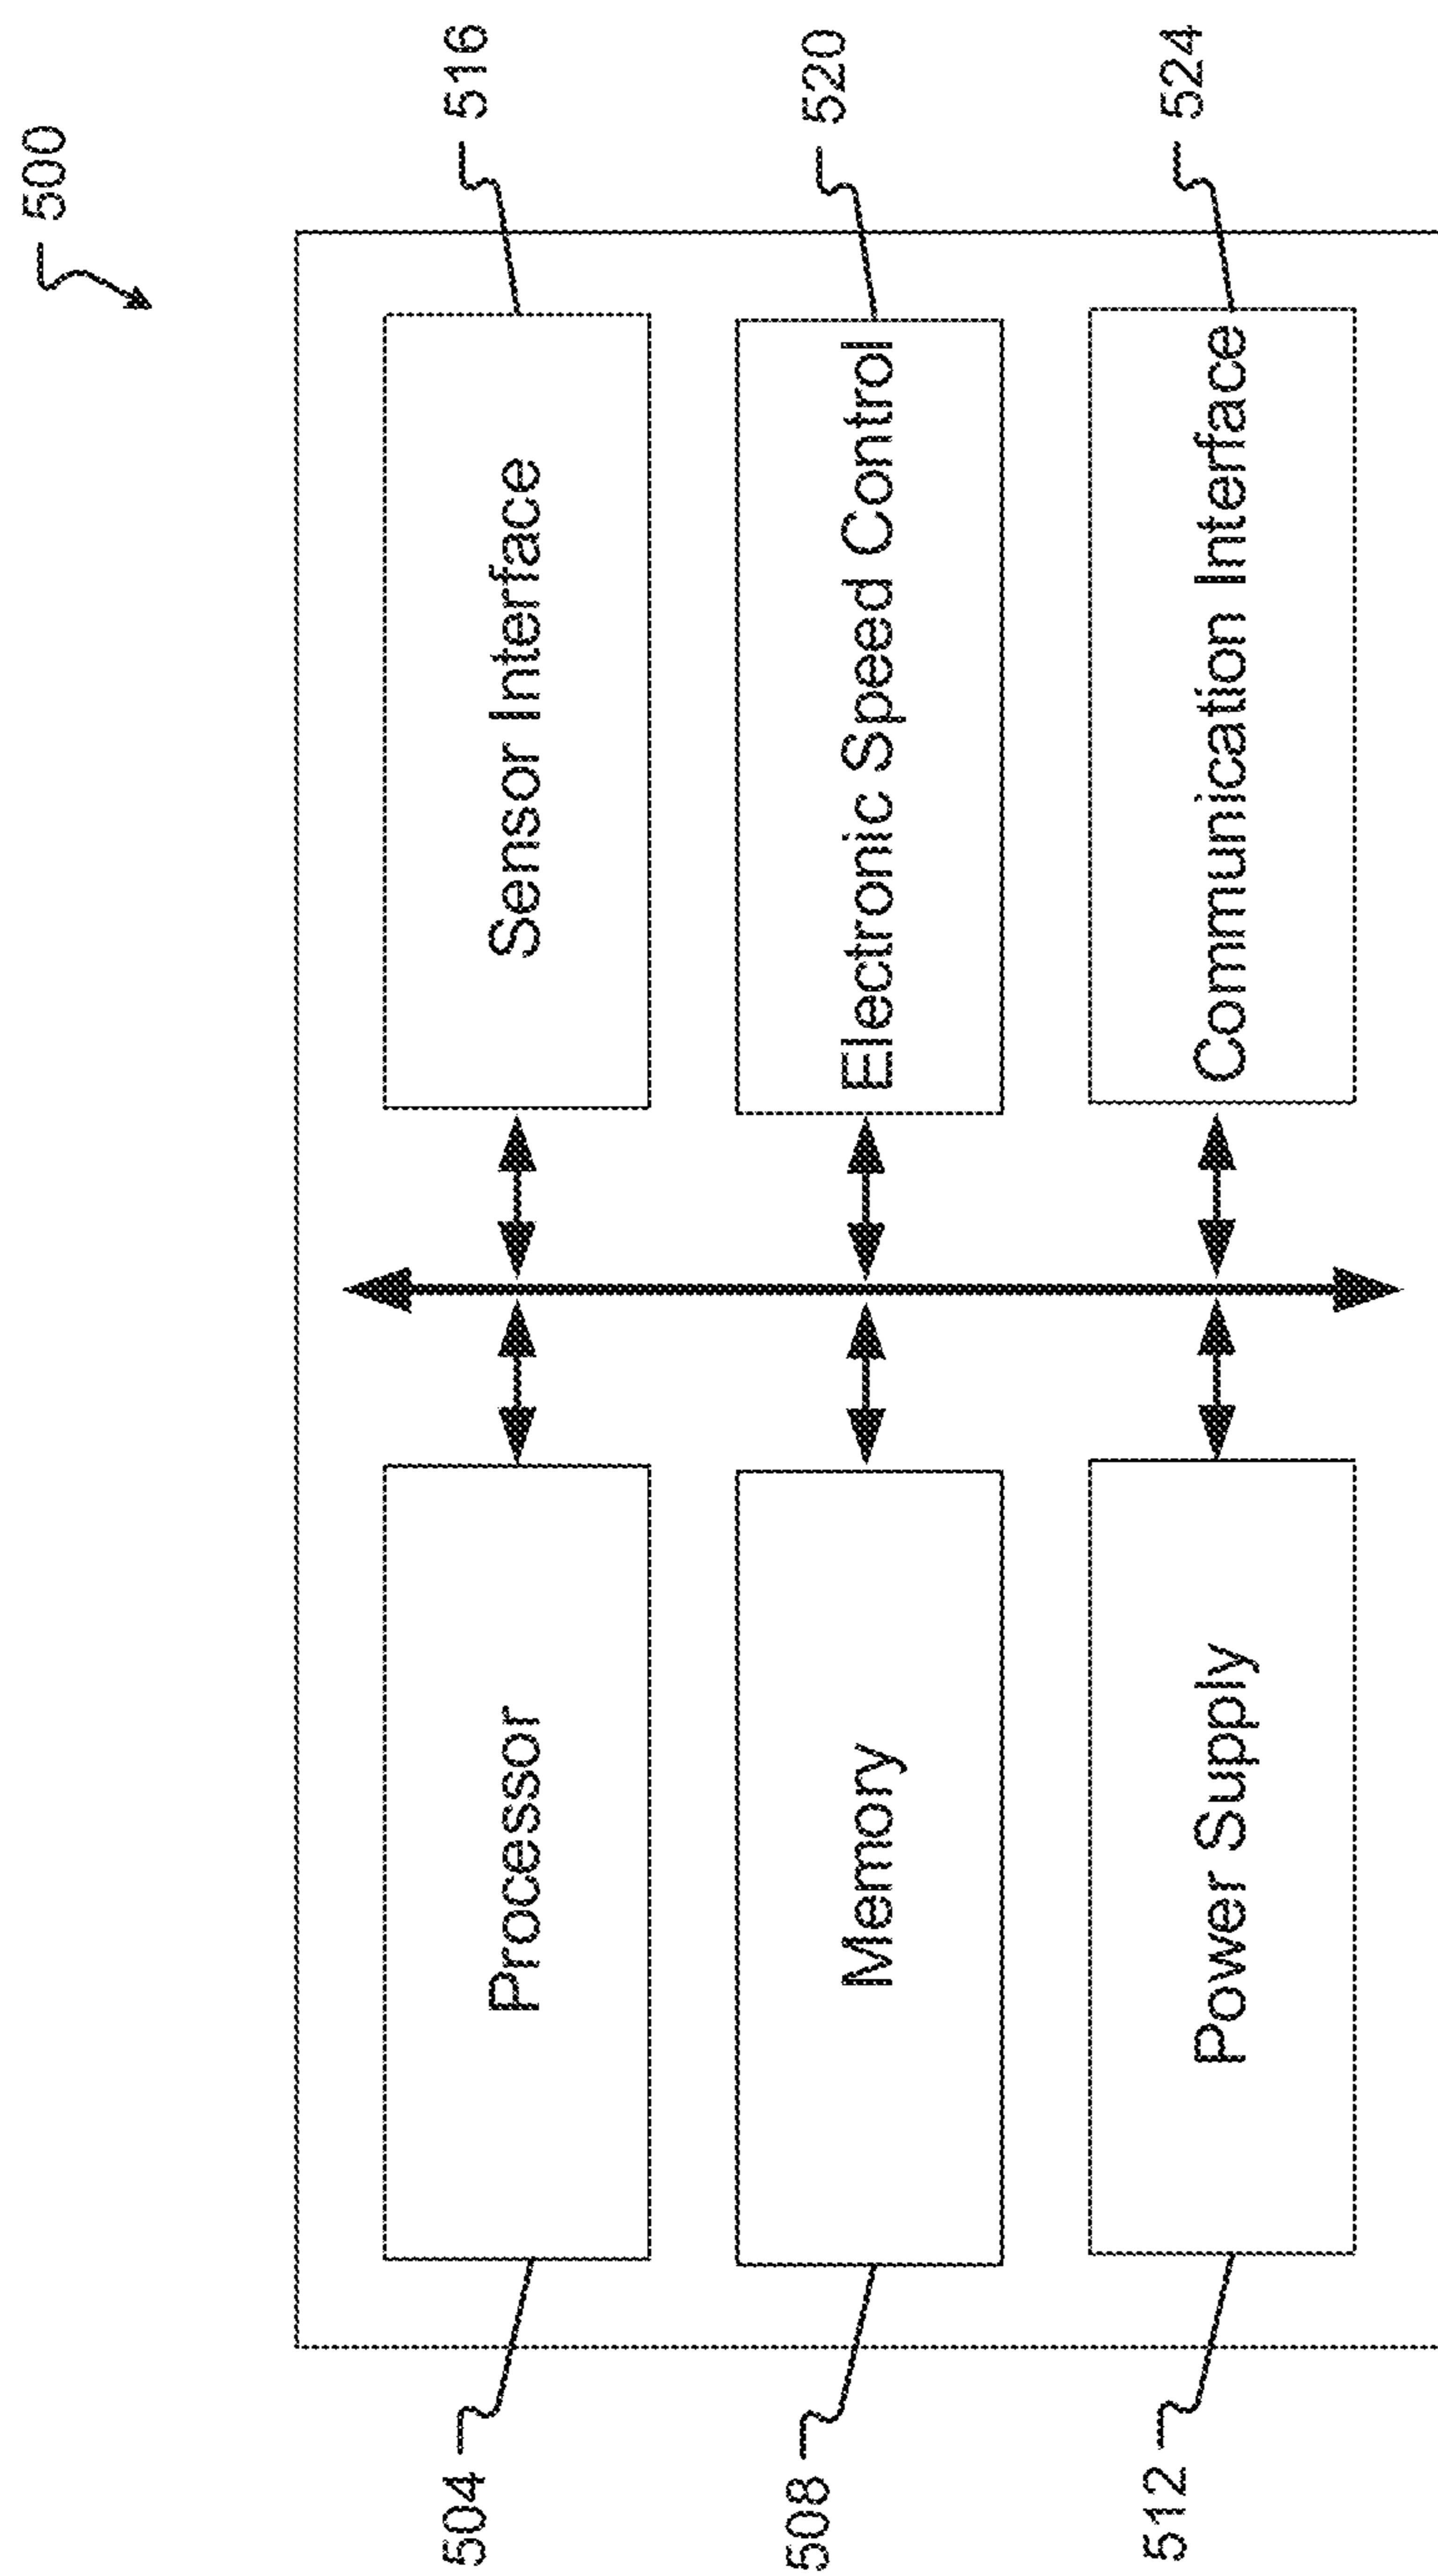 500
504
Processor
Sensor Interface
516
508
Memory
Electronic Speed Control
520
512
Power Supply
Communication Interface
524